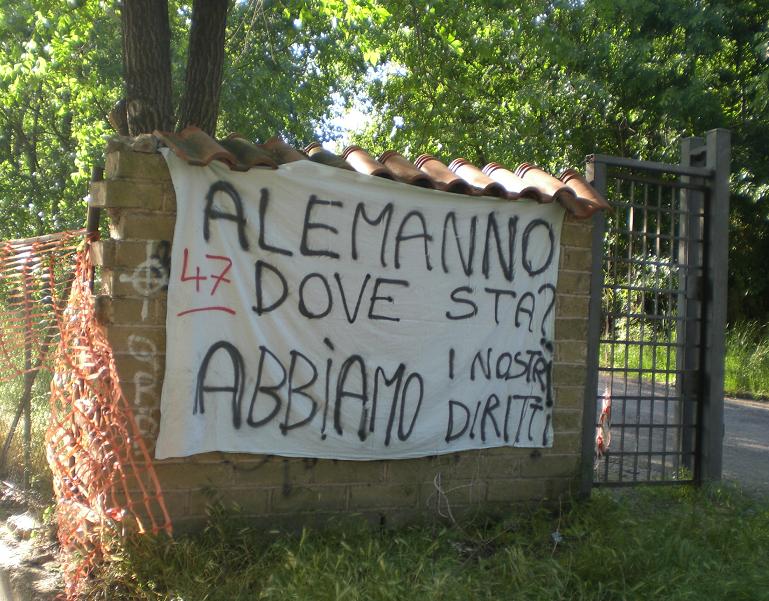 ALEMANNO
47 DOVE STA?
ABBIAMO I NOSTRI
DIRITTI